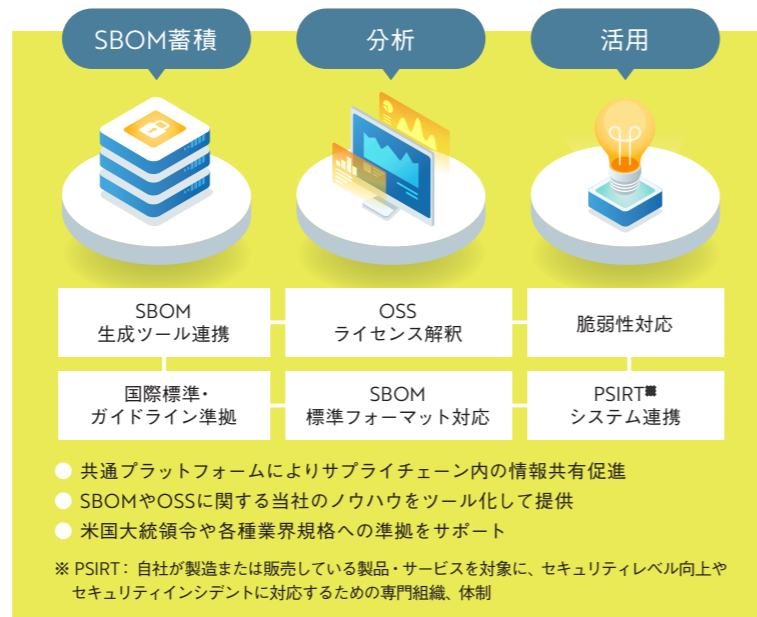 SBOM蓄積
分析
活用
SBOM
生成ツール連携
OSS
ライセンス解釈
脆弱性対応
国際標準・
ガイドライン準拠
SBOM
標準フォーマット対応
PSIRT※
システム連携
共通プラットフォームによりサプライチェーン内の情報共有促進
SBOMやOSSに関する当社のノウハウをツール化して提供
米国大統領令や各種業界規格への準拠をサポート
※ PSIRT： 自社が製造または販売している製品・サービスを対象に、セキュリティレベル向上や
セキュリティインシデントに対応するための専門組織、体制